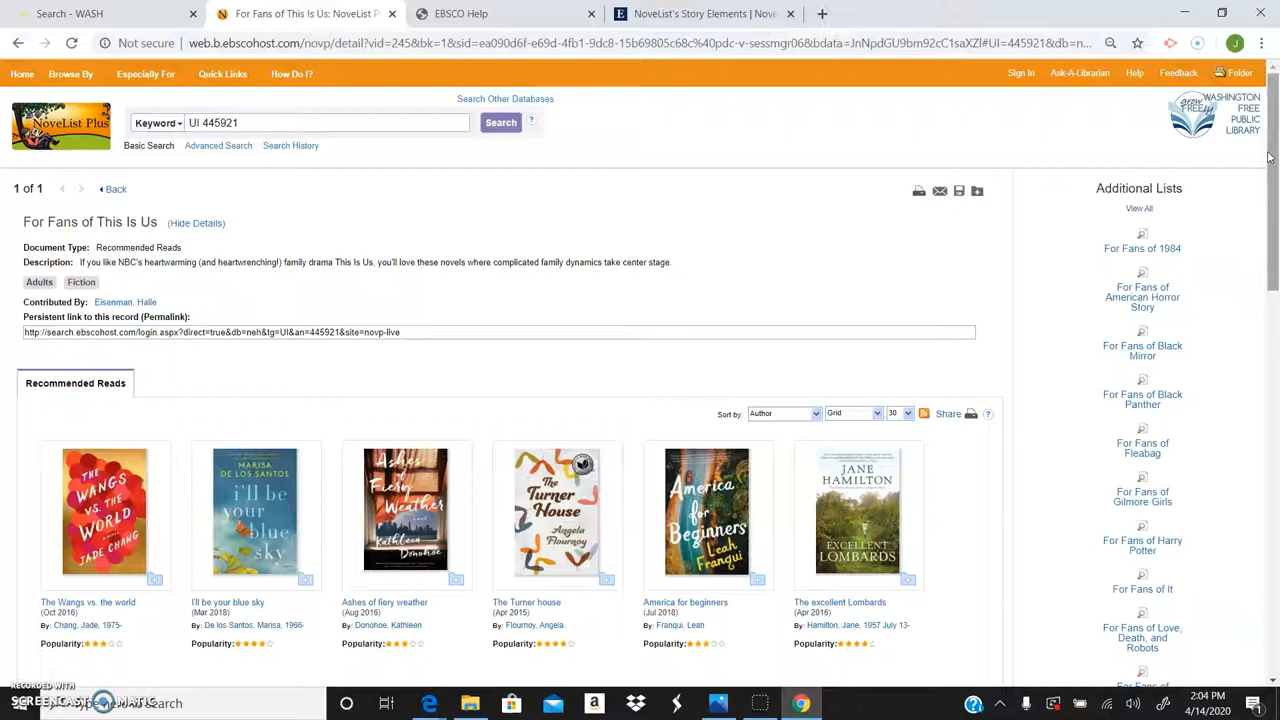 Search - WASH
For Fans of This Is Us: NoveList P
EBSCO Help
NoveList's Story Elements | Nove
Not secure
web.b.ebscohost.com/novp/detail?vid=245&bk=1&sid=ea090d6f-e69d-4fb1-9dc8-15b69805c68c%40pdc-v-sessmgr06&bdata=JnNpdGU9bm92cC1saXZl#UI=445921&db=n...
J
Home Browse By Especially For Quick Links How Do I?
Sign In Ask-A-Librarian Help Feedback Folder
Search Other Databases
NoveList Plus
Keyword UI 445921 Search ?
Basic Search Advanced Search Search History
grow FREEly
WASHINGTON
FREE
PUBLIC
LIBRARY
1 of 1 Back
For Fans of This Is Us (Hide Details)
Document Type: Recommended Reads
Description: If you like NBC's heartwarming (and heartwrenching!) family drama This Is Us, you'll love these novels where complicated family dynamics take center stage.
Adults Fiction
Contributed By: Eisenman, Halle
Persistent link to this record (Permalink):
http://search.ebscohost.com/login.aspx?direct=true&db=neh&tg=UI&an=445921&site=novp-live
Recommended Reads
Sort by: Author Grid 30 Share ?
THE
WANGS
VS. THE
WORLD
A NOVEL
JADE CHANG
MARISA
DE LOS SANTOS
i'll be
your
blue
sky
Ashes
of
Fiery
Weather
a novel
Kathleen
Donohoe
The
Turner
House
Angela
Flournoy
America
for
Beginners
Leah
Franqui
JANE
HAMILTON
THE
EXCELLENT
LOMBARDS
The Wangs vs. the world
(Oct 2016)
By: Chang, Jade, 1975-
Popularity:
I'll be your blue sky
(Mar 2018)
By: De los Santos, Marisa, 1966-
Popularity:
Ashes of fiery weather
(Aug 2016)
By: Donohoe, Kathleen
Popularity:
The Turner house
(Apr 2015)
By: Flournoy, Angela
Popularity:
America for beginners
(Jul 2018)
By: Franqui, Leah
Popularity:
The excellent Lombards
(Apr 2016)
By: Hamilton, Jane, 1957 July 13-
Popularity:
Additional Lists
View All
For Fans of 1984
For Fans of
American Horror
Story
For Fans of Black
Mirror
For Fans of Black
Panther
For Fans of
Fleabag
For Fans of
Gilmore Girls
For Fans of Harry
Potter
For Fans of It
For Fans of Love,
Death, and
Robots
For Fans of
RECORDED WITH
SCREENCAST MATIC
here to search
2:04 PM
4/14/2020